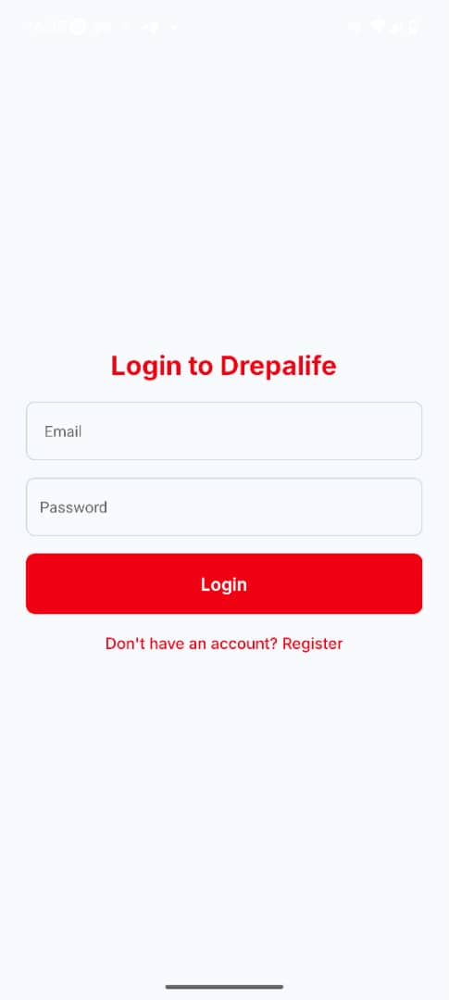 Login to Drepalife
Email
Password
Login
Don't have an account? Register